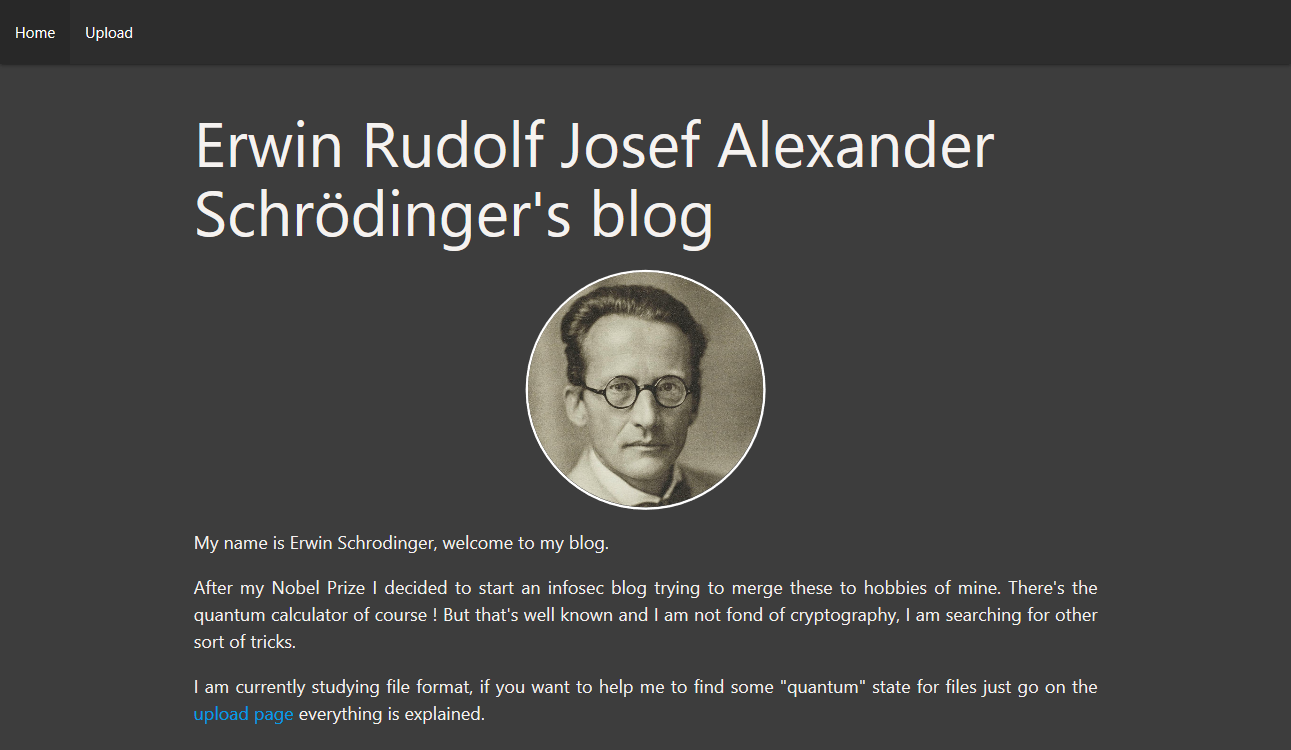 Home
Upload
Erwin Rudolf Josef Alexander
Schrödinger's blog
My name is Erwin Schrodinger, welcome to my blog.
After my Nobel Prize I decided to start an infosec blog trying to merge these to hobbies of mine. There's the
quantum calculator of course ! But that's well known and I am not fond of cryptography, I am searching for other
sort of tricks.
I am currently studying file format, if you want to help me to find some "quantum" state for files just go on the
upload page everything is explained.